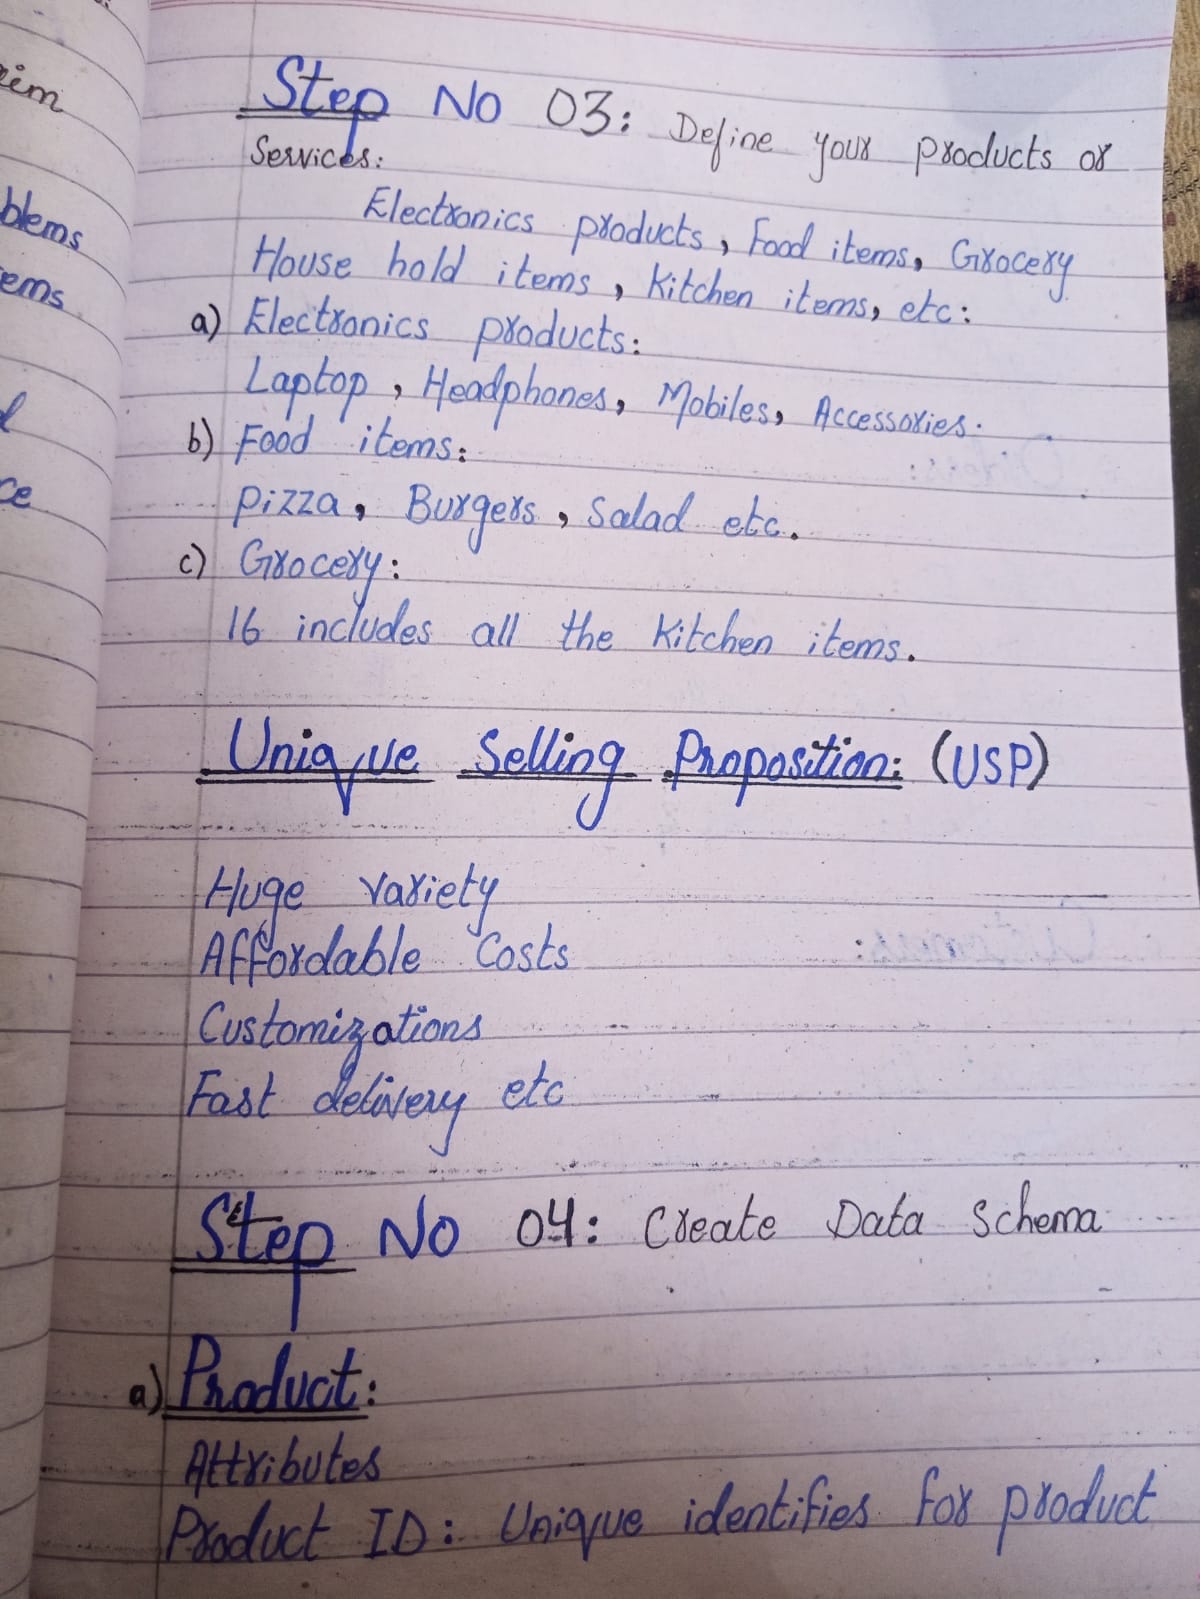 rem
blems
ems
ce
Step No 03: Define your products or
Services:
Electronics products, Food items, Grocery
House hold items, Kitchen items, etc:
a) Electronics products:
Laptop, Headphones, Mobiles, Accessories.
b) Food items:
Pizza, Burgers, Salad etc.
c) Grocery:
16 includes all the Kitchen items.
Unique Selling Proposition: (USP)
Huge variety
Affordable Costs
Customizations
Fast delivery etc
Step No 04: Create Data Schema
a) Product:
Attributes
Product ID: Unique identifies for product